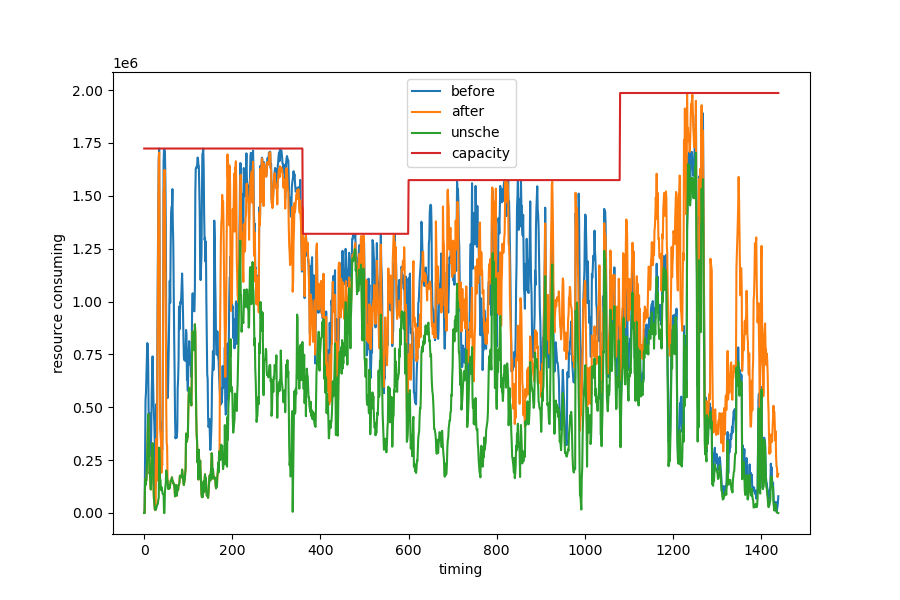 1e6
2.00
1.75
1.50
1.25
1.00
0.75
0.50
0.25
0.00
resource consuming
before
after
unsche
capacity
0 200 400 600 800 1000 1200 1400
timing